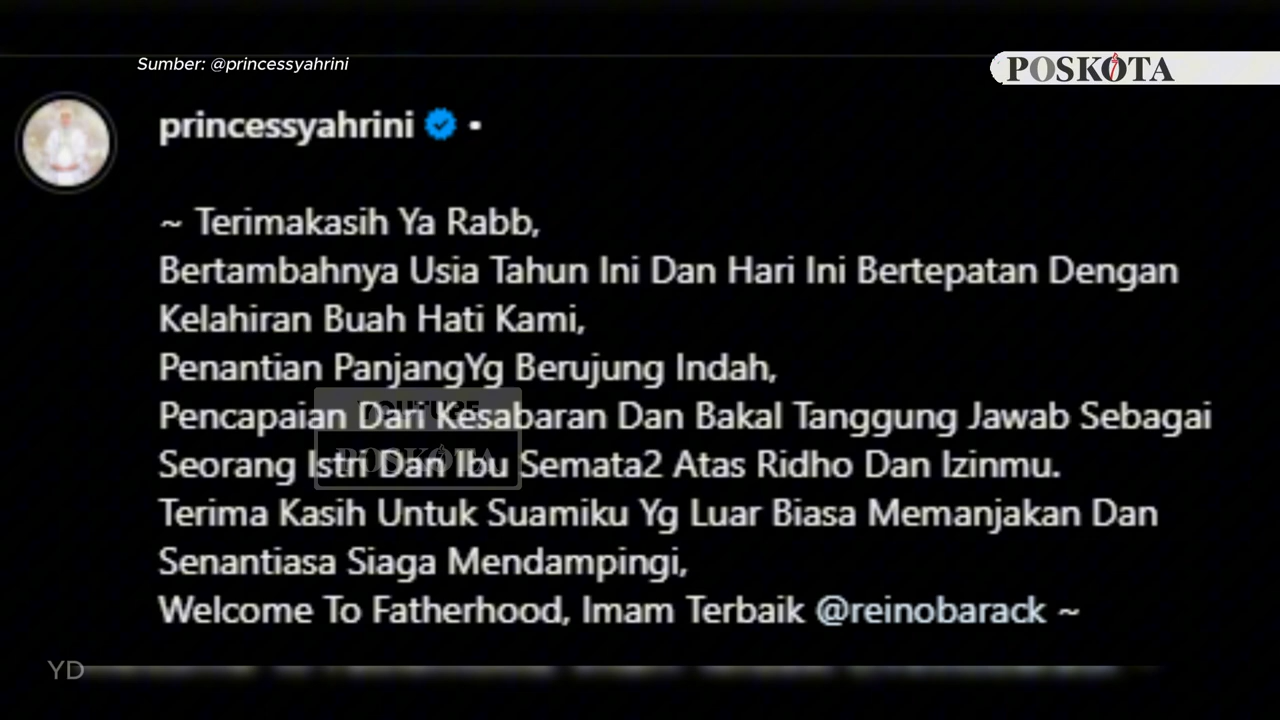 Sumber: @princessyahrini
POSKOTA
princessyahrini •
~ Terimakasih Ya Rabb,
Bertambahnya Usia Tahun Ini Dan Hari Ini Bertepatan Dengan
Kelahiran Buah Hati Kami,
Penantian PanjangYg Berujung Indah,
Pencapaian Dari Kesabaran Dan Bakal Tanggung Jawab Sebagai
Seorang Istri Dan Ibu Semata2 Atas Ridho Dan Izinmu.
Terima Kasih Untuk Suamiku Yg Luar Biasa Memanjakan Dan
Senantiasa Siaga Mendampingi,
Welcome To Fatherhood, Imam Terbaik @reinobarack ~
YOUTUBE
POSKOTA
YD